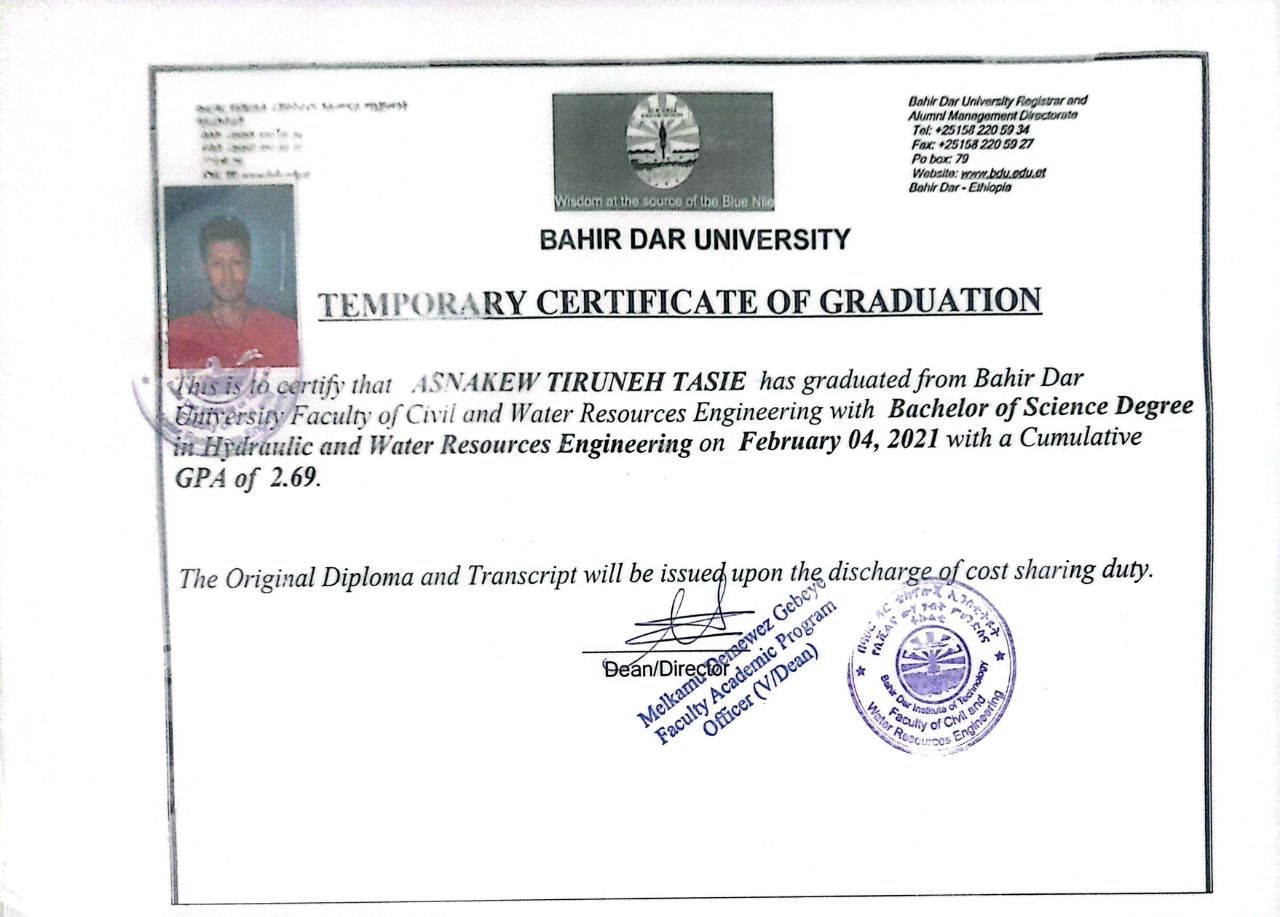 Bahir Dar University Registrar and
Alumni Management Directorate
Tel: +25158 220 59 34
Fax: +25158 220 59 27
Po box: 79
Website: www.bdu.edu.et
Bahir Dar - Ethiopia
Wisdom at the source of the Blue Nile
BAHIR DAR UNIVERSITY
TEMPORARY CERTIFICATE OF GRADUATION
This is to certify that ASNAKEW TIRUNEH TASIE has graduated from Bahir Dar
University Faculty of Civil and Water Resources Engineering with Bachelor of Science Degree
in Hydraulic and Water Resources Engineering on February 04, 2021 with a Cumulative
GPA of 2.69.
The Original Diploma and Transcript will be issued upon the discharge of cost sharing duty.
Dean/Director
Melkamu Demewez Gebeye
Faculty Academic Program
Officer (V/Dean)
Bahir Dar Institute of Technology
Faculty of Civil and
Water Resources Engineering